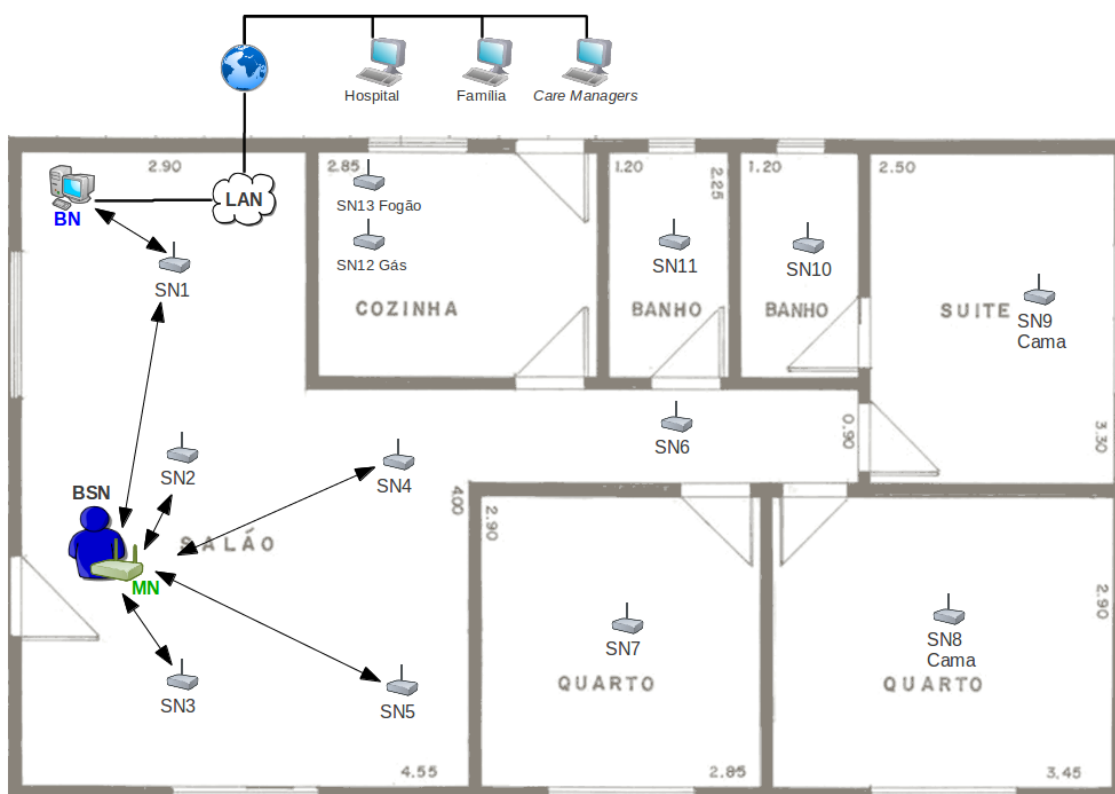 Hospital
Família
Care Managers
2.90
2.85
1.20
2.25
1.20
2.50
BN
LAN
SN13 Fogão
SN12 Gás
SN1
SN11
SN10
SN9
Cama
COZINHA
BANHO
BANHO
SUITE
SN6
0.90
3.30
SN2
SN4
BSN
4.00
2.90
SALÃO
MN
2.90
SN7
SN8
Cama
SN3
SN5
QUARTO
QUARTO
4.55
2.85
3.45